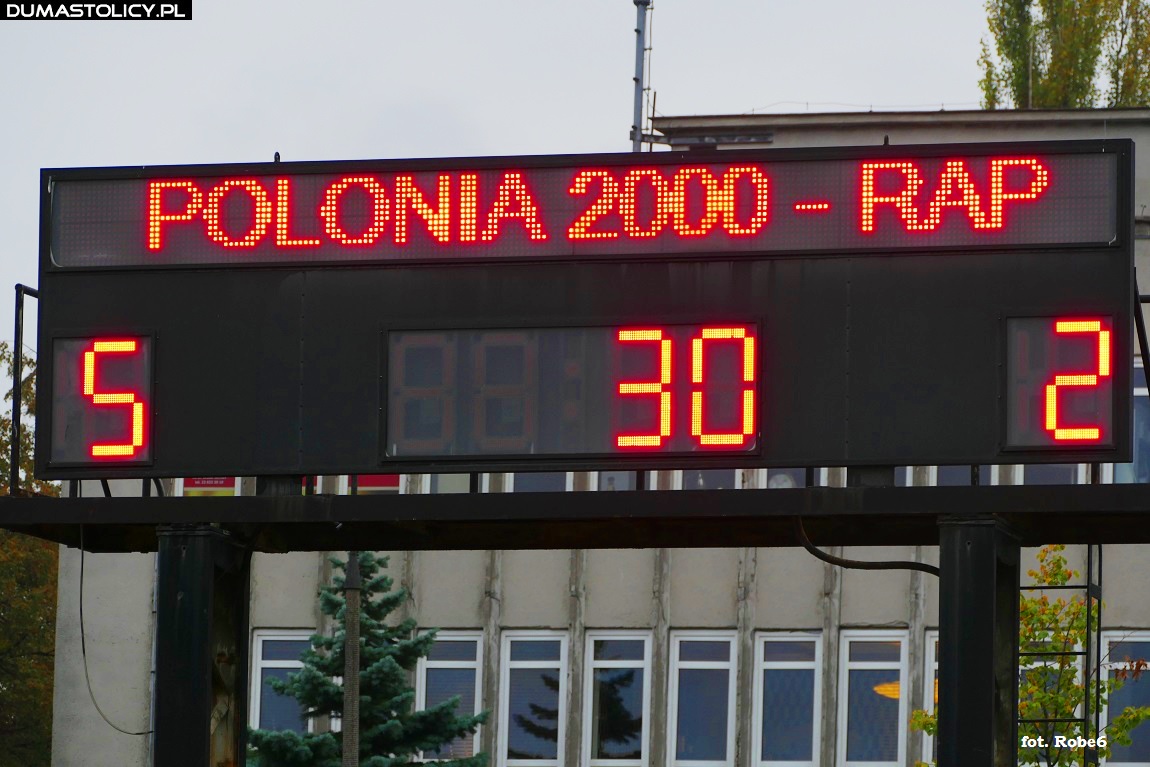 DUMASTOLICY.PL
POLONIA 2000 - RAP
5 30 2
fot. Robe6